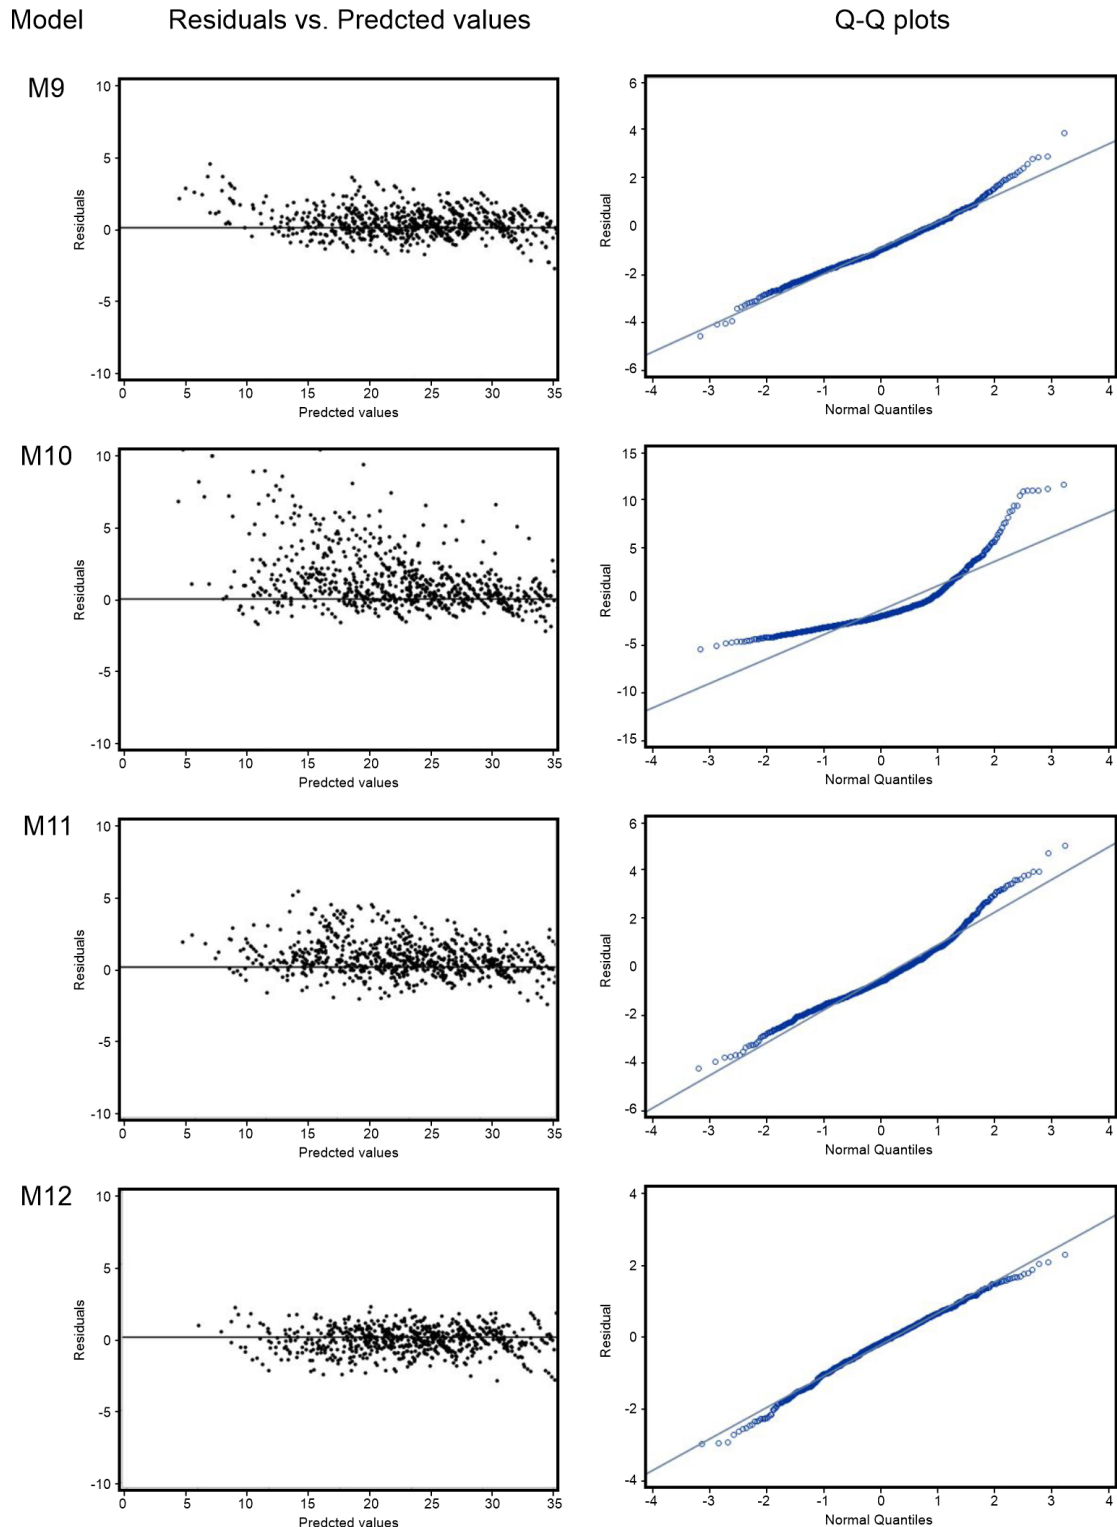 Model Residuals vs. Predcted values Q-Q plots
M9
10
5
0
-5
-10
Residuals
0 5 10 15 20 25 30 35
Predcted values
6
4
2
0
-2
-4
-6
Residual
-4 -3 -2 -1 0 1 2 3 4
Normal Quantiles
M10
10
5
0
-5
-10
Residuals
0 5 10 15 20 25 30 35
Predcted values
15
10
5
0
-5
-10
-15
Residual
-4 -3 -2 -1 0 1 2 3 4
Normal Quantiles
M11
10
5
0
-5
-10
Residuals
0 5 10 15 20 25 30 35
Predcted values
6
4
2
0
-2
-4
-6
Residual
-4 -3 -2 -1 0 1 2 3 4
Normal Quantiles
M12
10
5
0
-5
-10
Residuals
0 5 10 15 20 25 30 35
Predcted values
4
2
0
-2
-4
Residual
-4 -3 -2 -1 0 1 2 3 4
Normal Quantiles